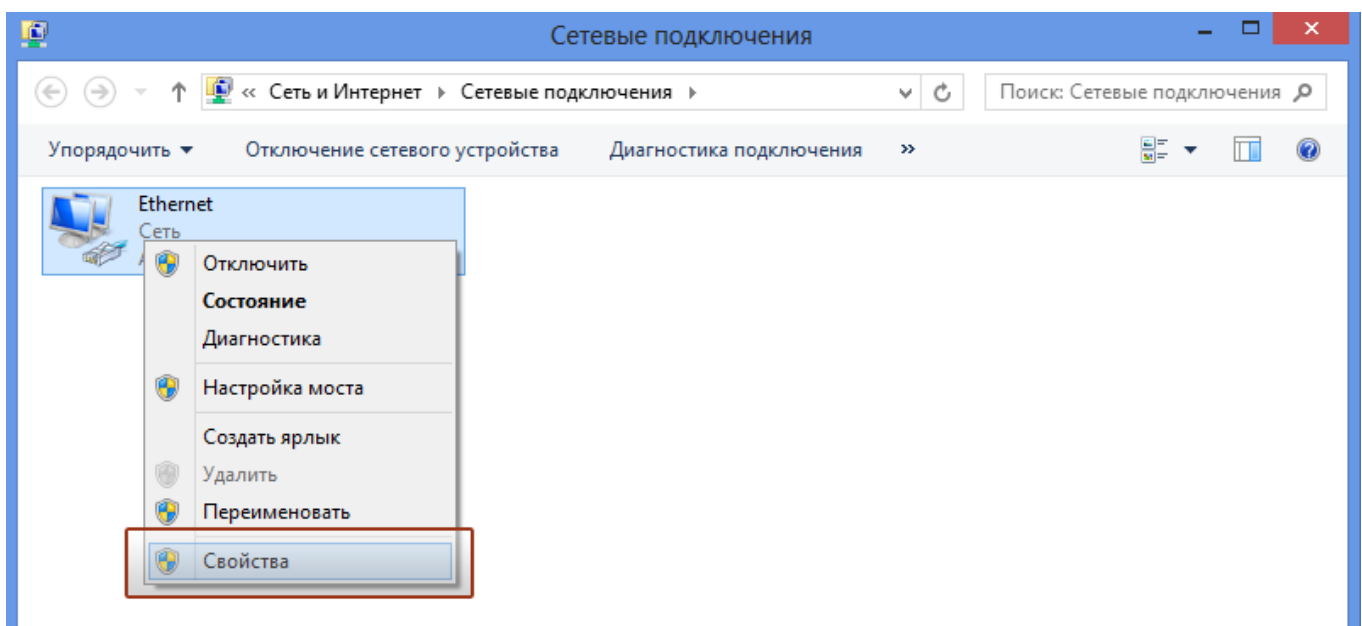 Сетевые подключения
« Сеть и Интернет Сетевые подключения Поиск: Сетевые подключения
Упорядочить Отключение сетевого устройства Диагностика подключения »
Ethernet
Сеть
Отключить
Состояние
Диагностика
Настройка моста
Создать ярлык
Удалить
Переименовать
Свойства